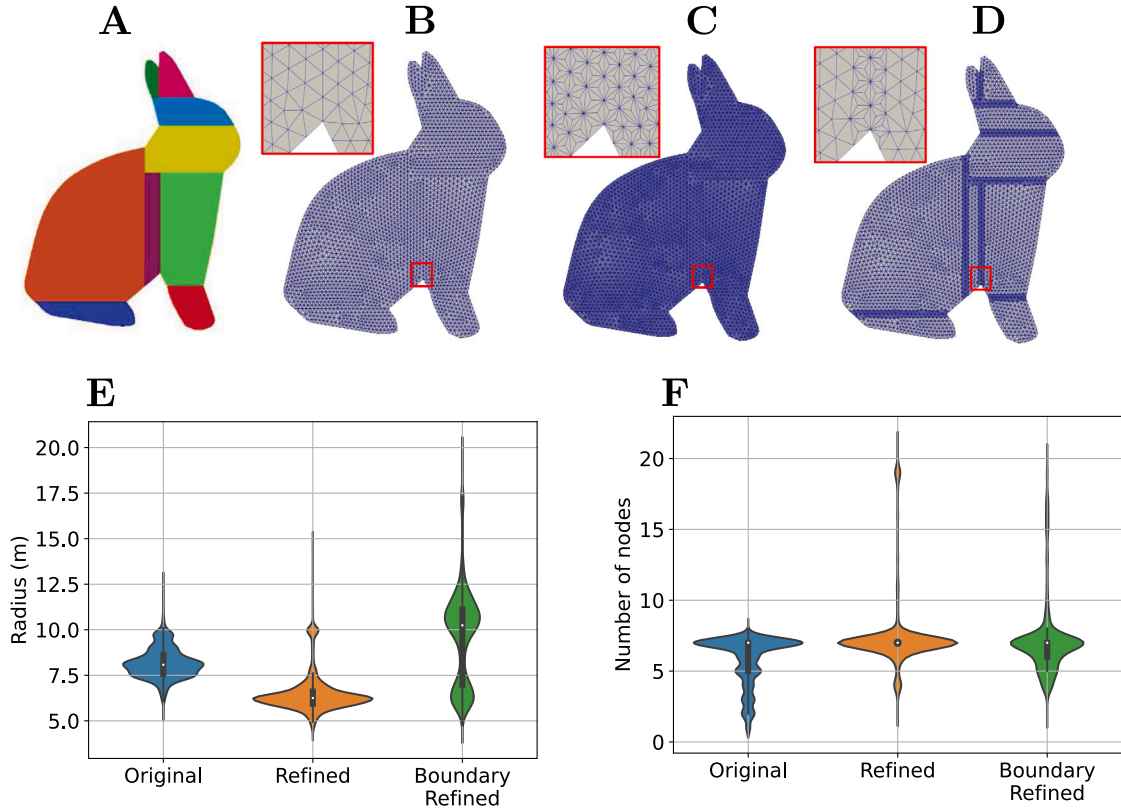 A
B
C
D
E
20.0
17.5
15.0
12.5
10.0
7.5
5.0
Radius (m)
Original
Refined
Boundary
Refined
F
20
15
10
5
0
Number of nodes
Original
Refined
Boundary
Refined